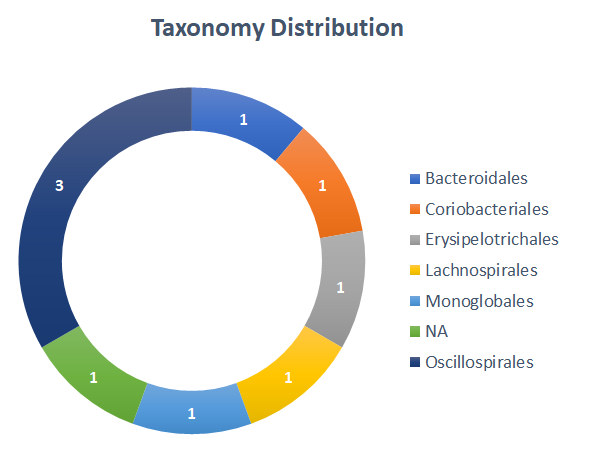 Taxonomy Distribution
1
1
1
1
1
1
3
Bacteroidales
Coriobacteriales
Erysipelotrichales
Lachnospirales
Monoglobales
NA
Oscillospirales